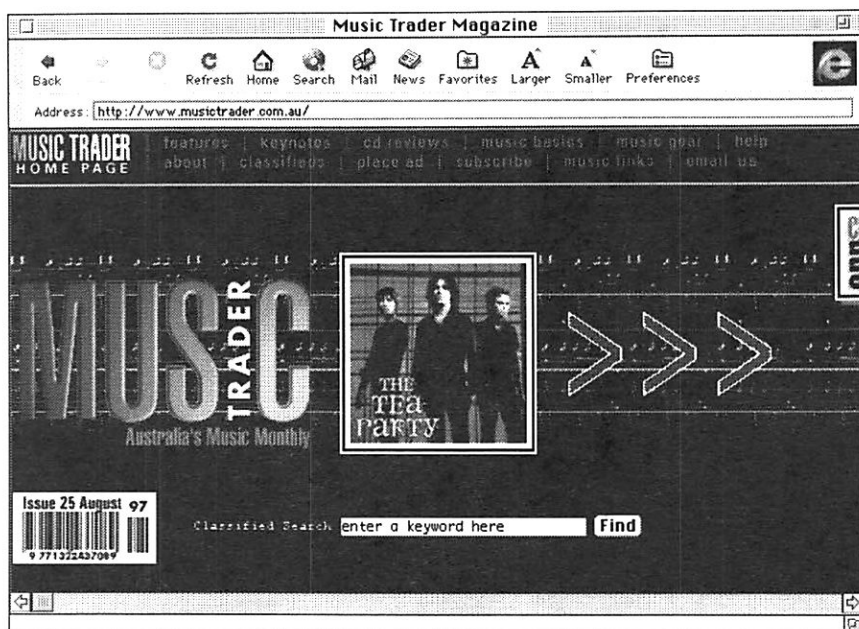 Music Trader Magazine
Back Refresh Home Search Mail News Favorites Larger Smaller Preferences
Address: http://www.musictrader.com.au/
MUSIC TRADER
HOME PAGE
features | keynotes | cd reviews | music basics | music gear | help
about | classifieds | place ad | subscribe | music links | email us
MUSIC
TRADER
Australia's Music Monthly
THE
TEA
PARTY
Issue 25 August 97
9 771322437089
Classified Search enter a keyword here Find